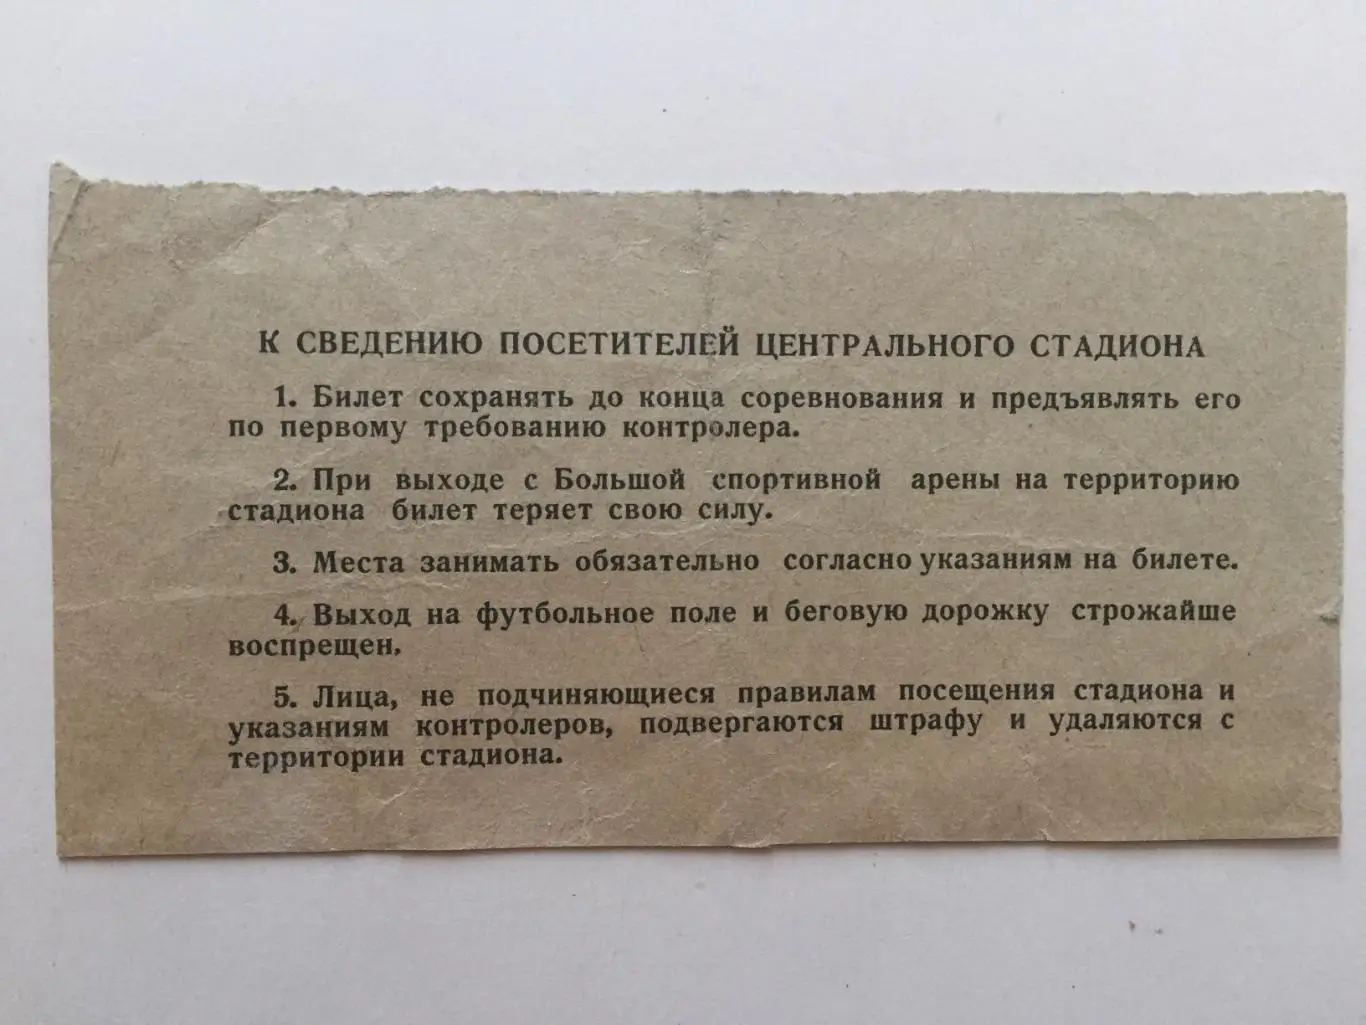 К СВЕДЕНИЮ ПОСЕТИТЕЛЕЙ ЦЕНТРАЛЬНОГО СТАДИОНА
1. Билет сохранять до конца соревнования и предъявлять его
по первому требованию контролера.
2. При выходе с Большой спортивной арены на территорию
стадиона билет теряет свою силу.
3. Места занимать обязательно согласно указаниям на билете.
4. Выход на футбольное поле и беговую дорожку строжайше
воспрещен.
5. Лица, не подчиняющиеся правилам посещения стадиона и
указаниям контролеров, подвергаются штрафу и удаляются с
территории стадиона.